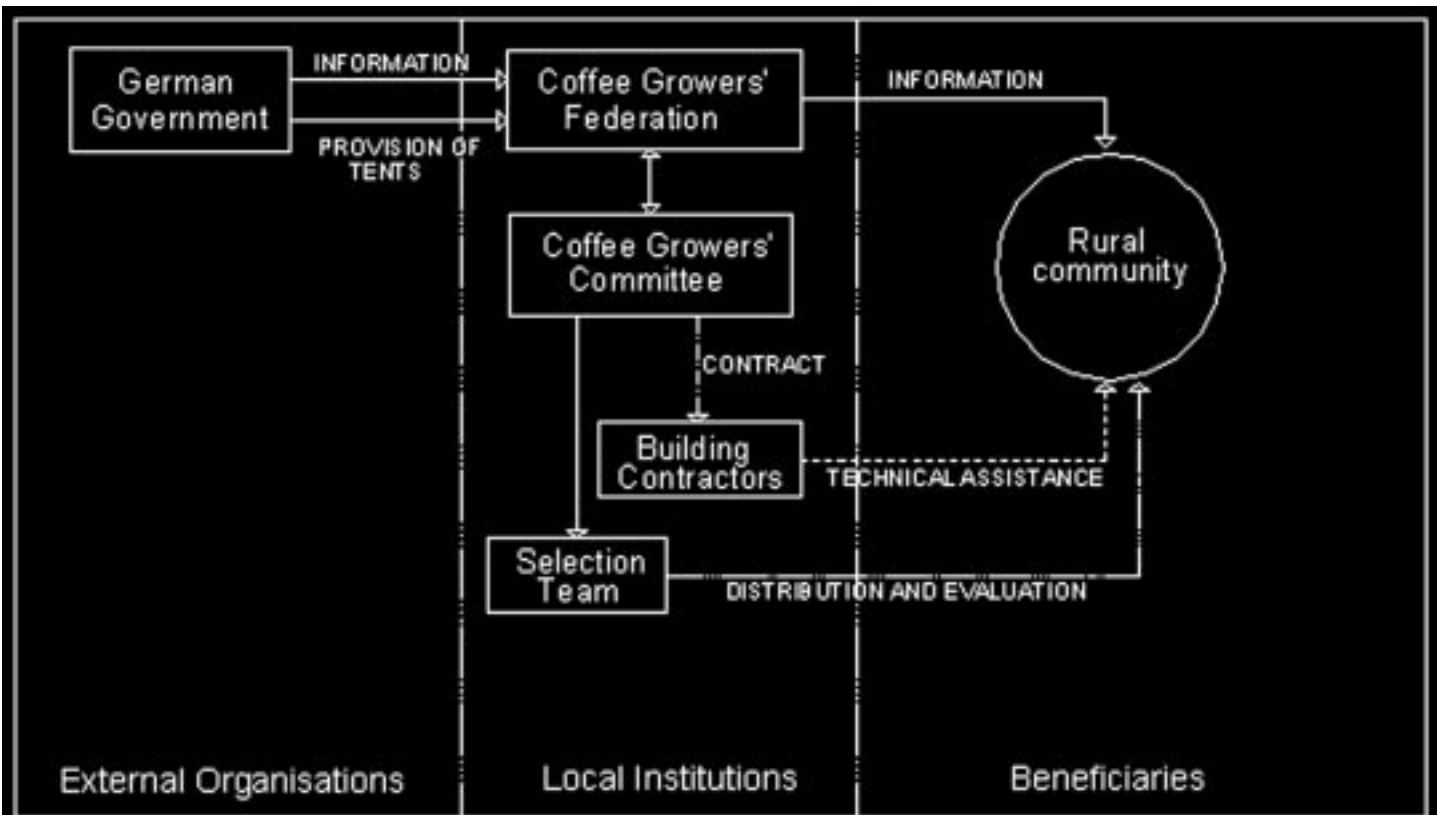 German
Government
INFORMATION
PROVISION OF
TENTS
Coffee Growers'
Federation
INFORMATION
Coffee Growers'
Committee
Rural
community
CONTRACT
Building
Contractors
TECHNICAL ASSISTANCE
Selection
Team
DISTRIBUTION AND EVALUATION
External Organisations
Local Institutions
Beneficiaries